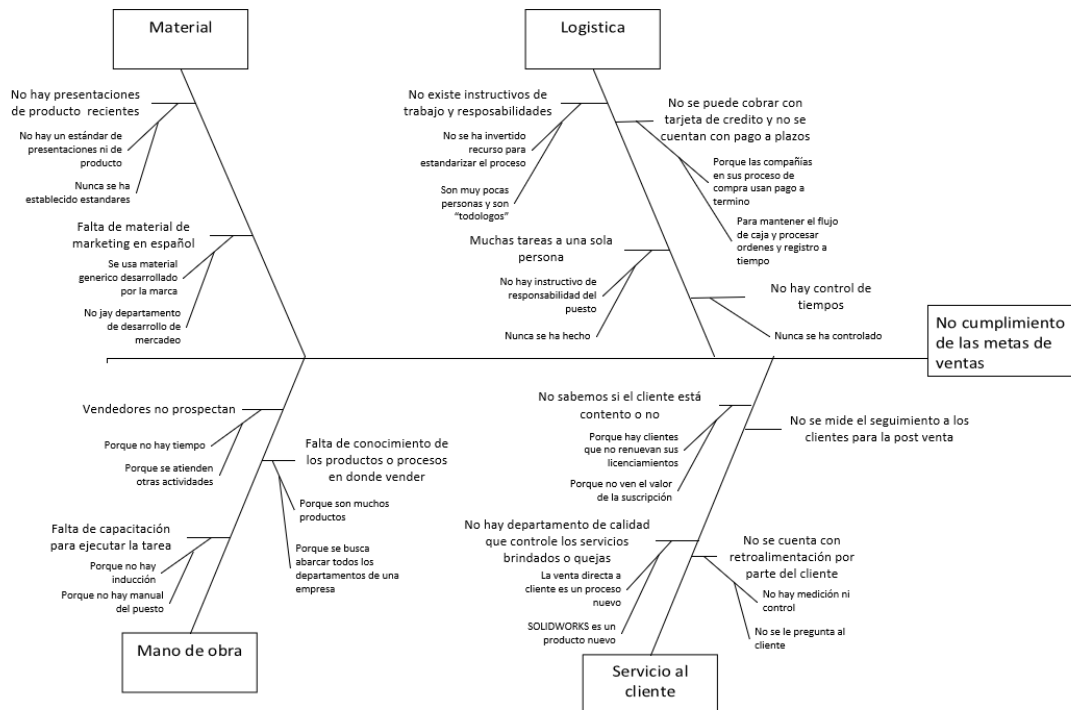 Material
Logistica
No hay presentaciones
de producto recientes
No hay un estándar de
presentaciones ni de
producto
Nunca se ha
establecido estandares
Falta de material de
marketing en español
Se usa material
generico desarrollado
por la marca
No jay departamento
de desarrollo de
mercadeo
No existe instructivos de
trabajo y resposabilidades
No se ha invertido
recurso para
estandarizar el proceso
Son muy pocas
personas y son
"todologos"
No se puede cobrar con
tarjeta de credito y no se
cuentan con pago a plazos
Porque las compañías
en sus proceso de
compra usan pago a
termino
Para mantener el flujo
de caja y procesar
ordenes y registro a
tiempo
Muchas tareas a una sola
persona
No hay instructivo de
responsabilidad del
puesto
Nunca se ha hecho
No hay control de
tiempos
Nunca se ha controlado
No cumplimiento
de las metas de
ventas
Vendedores no prospectan
Porque no hay tiempo
Porque se atienden
otras actividades
Falta de conocimiento de
los productos o procesos
en donde vender
Porque son muchos
productos
Porque se busca
abarcar todos los
departamentos de una
empresa
Falta de capacitación
para ejecutar la tarea
Porque no hay
inducción
Porque no hay manual
del puesto
Mano de obra
No sabemos si el cliente está
contento o no
Porque hay clientes
que no renuevan sus
licenciamientos
Porque no ven el valor
de la suscripción
No se mide el seguimiento a los
clientes para la post venta
No hay departamento de calidad
que controle los servicios
brindados o quejas
La venta directa a
cliente es un proceso
nuevo
SOLIDWORKS es un
producto nuevo
No se cuenta con
retroalimentación por
parte del cliente
No hay medición ni
control
No se le pregunta al
cliente
Servicio al
cliente